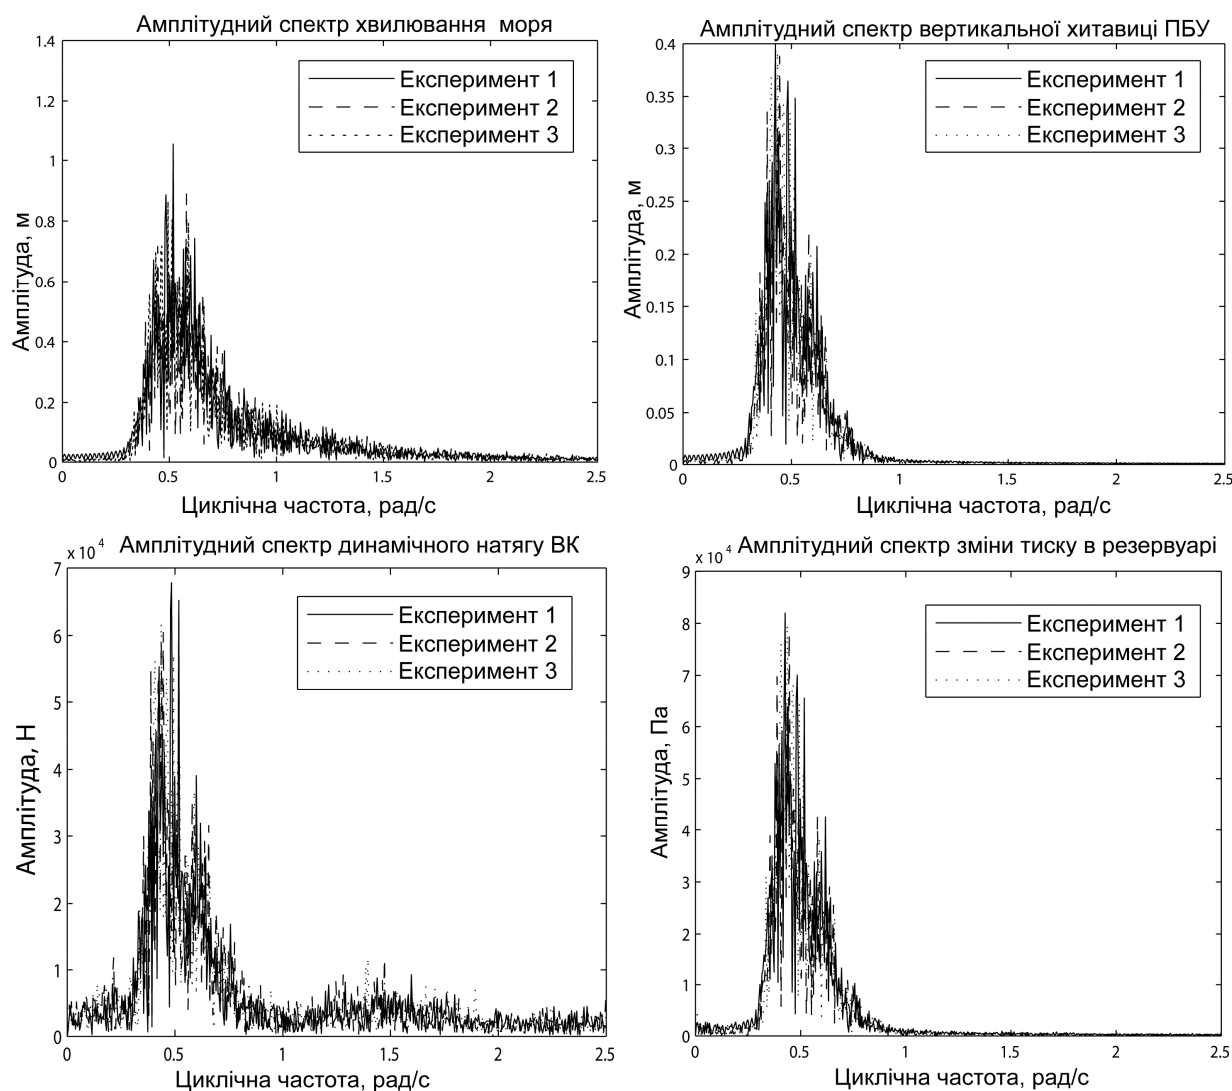 Амплітудний спектр хвилювання моря
1.4
1.2
1
0.8
0.6
0.4
0.2
0
Амплітуда, м
Експеримент 1
Експеримент 2
Експеримент 3
0 0.5 1 1.5 2 2.5
Циклічна частота, рад/с
Амплітудний спектр вертикальної хитавиці ПБУ
0.4
0.35
0.3
0.25
0.2
0.15
0.1
0.05
0
Амплітуда, м
Експеримент 1
Експеримент 2
Експеримент 3
0 0.5 1 1.5 2 2.5
Циклічна частота, рад/с
x 10 4 Амплітудний спектр динамічного натягу ВК
7
6
5
4
3
2
1
0
Амплітуда, Н
Експеримент 1
Експеримент 2
Експеримент 3
0 0.5 1 1.5 2 2.5
Циклічна частота, рад/с
x 10 4 Амплітудний спектр зміни тиску в резервуарі
9
8
7
6
5
4
3
2
1
0
Амплітуда, Па
Експеримент 1
Експеримент 2
Експеримент 3
0 0.5 1 1.5 2 2.5
Циклічна частота, рад/с